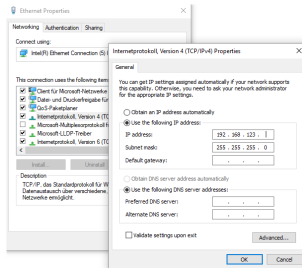 Ethernet Properties
Networking Authentication Sharing
Connect using:
Intel(R) Ethernet Connection (5) I
This connection uses the following item
Client für Microsoft-Netzwerke
Datei- und Druckerfreigabe für
QoS-Paketplaner
Internetprotokoll, Version 4 (TC
Microsoft-Multiplexorprotokoll f
Microsoft-LLDP-Treiber
Internetprotokoll, Version 6 (TC
Install... Uninstall
Description
TCP/IP, das Standardprotokoll für W
Datenaustausch über verschiedene,
Netzwerke ermöglicht.
Internetprotokoll, Version 4 (TCP/IPv4) Properties
General
You can get IP settings assigned automatically if your network supports
this capability. Otherwise, you need to ask your network administrator
for the appropriate IP settings.
Obtain an IP address automatically
Use the following IP address:
IP address: 192 . 168 . 123 .
Subnet mask: 255 . 255 . 255 . 0
Default gateway: . . .
Obtain DNS server address automatically
Use the following DNS server addresses:
Preferred DNS server: . . .
Alternate DNS server: . . .
Validate settings upon exit
Advanced...
OK Cancel